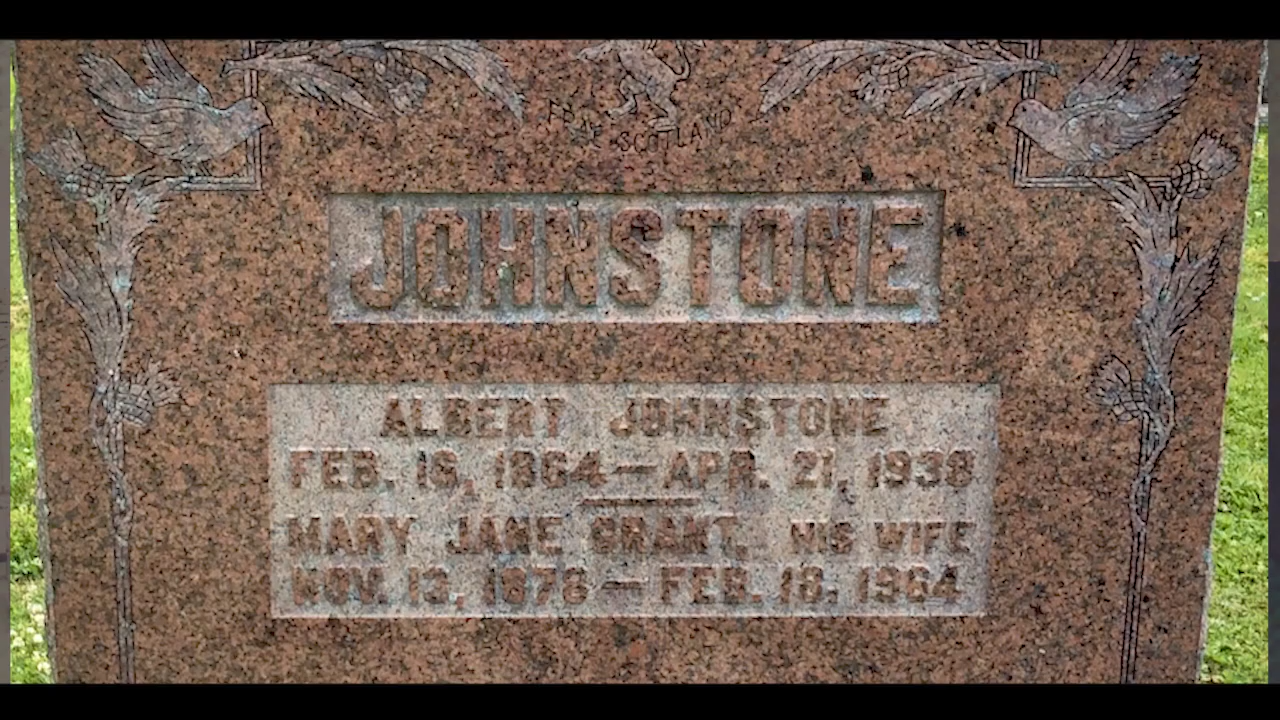 SCOTLAND
JOHNSTONE
ALBERT JOHNSTONE
FEB. 16, 1864 — APR. 21, 1938
MARY JANE GRANT, HIS WIFE
NOV. 13, 1878 — FEB. 18, 1964